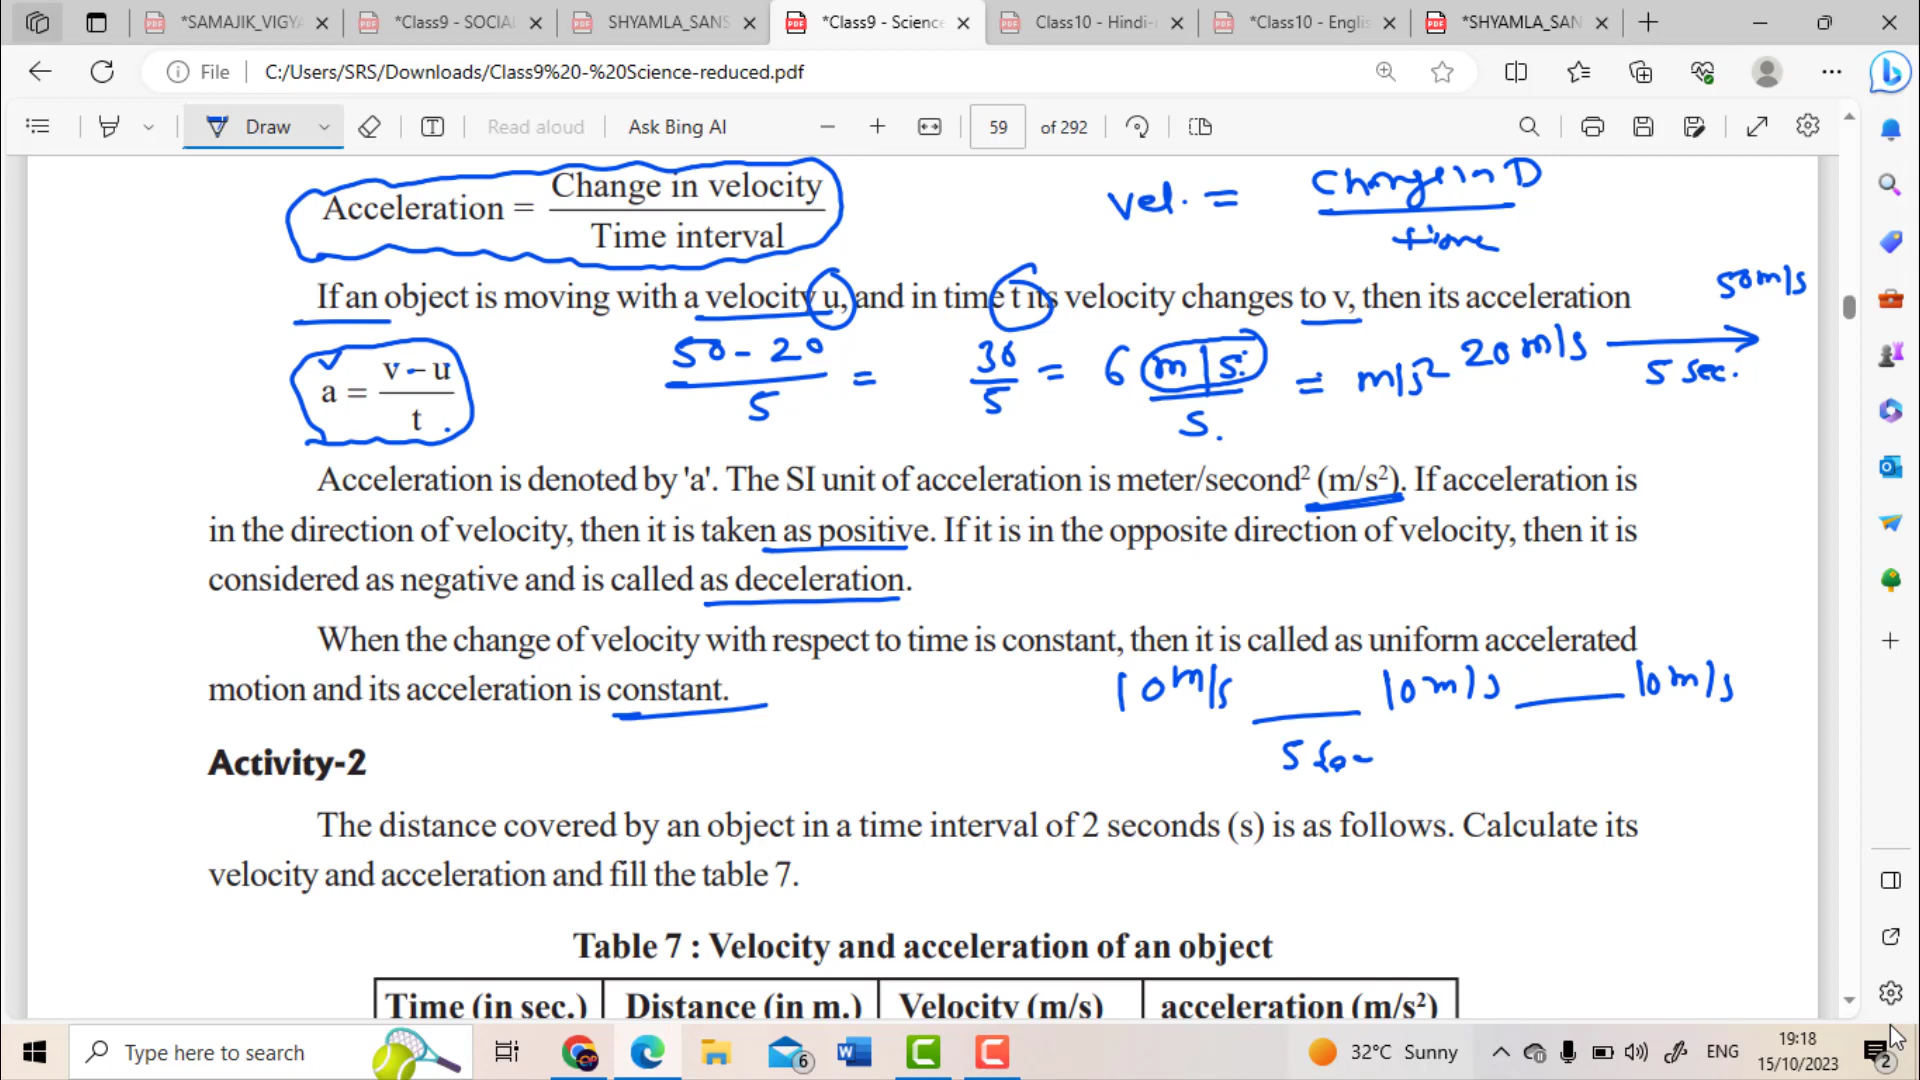 *SAMAJIK_VIGYA
*Class9 - SOCIA
SHYAMLA_SANS
*Class9 - Science
Class10 - Hindi-
*Class10 - Englis
*SHYAMLA_SAN
File
C:/Users/SRS/Downloads/Class9%20-%20Science-reduced.pdf
Draw
Read aloud
Ask Bing AI
59
of 292
Acceleration = Change in velocity
Time interval
Vel. = Change in D
time
If an object is moving with a velocity u, and in time t its velocity changes to v, then its acceleration
50 m/s
a = v – u
t
50 - 20
5
=
30
5
= 6 m/s
s.
= m/s²
20 m/s
5 sec.
Acceleration is denoted by 'a'. The SI unit of acceleration is meter/second² (m/s²). If acceleration is
in the direction of velocity, then it is taken as positive. If it is in the opposite direction of velocity, then it is
considered as negative and is called as deceleration.
When the change of velocity with respect to time is constant, then it is called as uniform accelerated
motion and its acceleration is constant.
10 m/s 10 m/s 10 m/s
5
Activity-2
The distance covered by an object in a time interval of 2 seconds (s) is as follows. Calculate its
velocity and acceleration and fill the table 7.
Table 7 : Velocity and acceleration of an object
Time (in sec.) Distance (in m.) Velocity (m/s) acceleration (m/s²)
Type here to search
6
32°C Sunny
ENG
19:18
15/10/2023
2